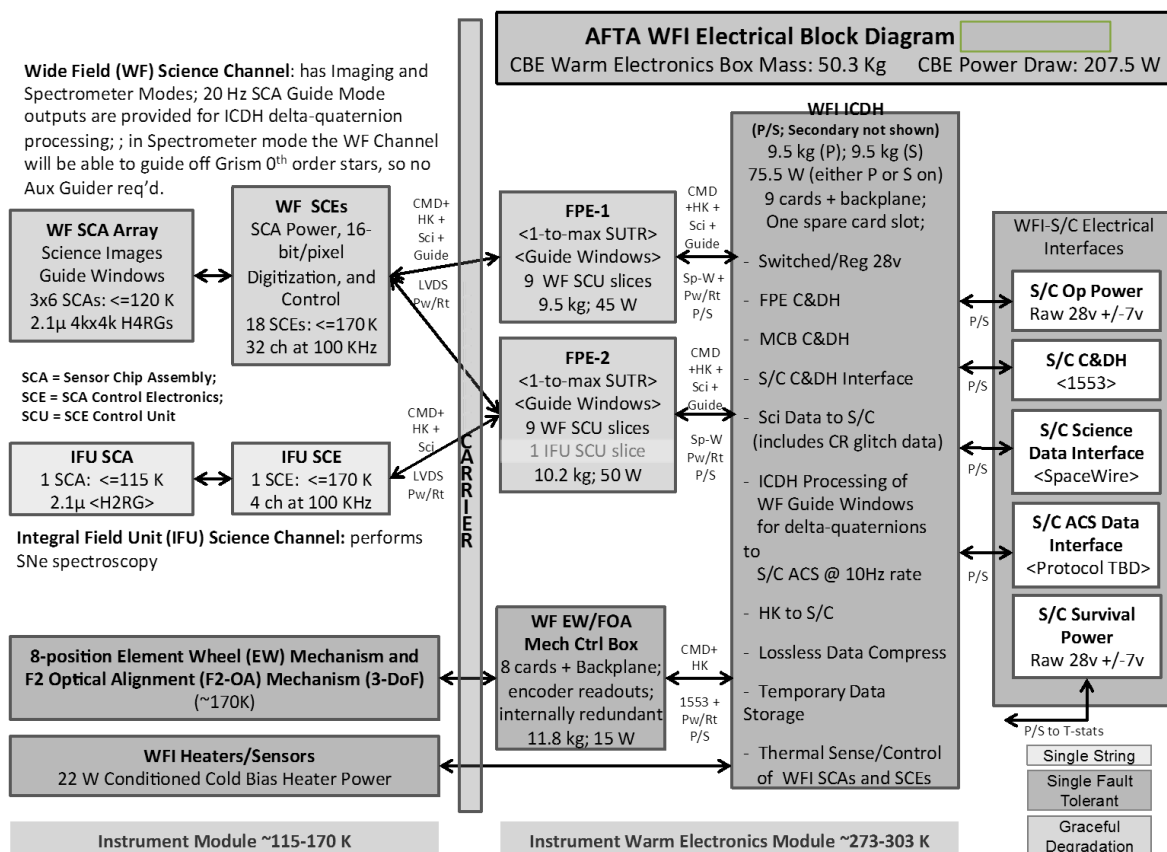 AFTA WFI Electrical Block Diagram
CBE Warm Electronics Box Mass: 50.3 Kg CBE Power Draw: 207.5 W
Wide Field (WF) Science Channel: has Imaging and
Spectrometer Modes; 20 Hz SCA Guide Mode
outputs are provided for ICDH delta-quaternion
processing; ; in Spectrometer mode the WF Channel
will be able to guide off Grism 0th order stars, so no
Aux Guider req'd.
WF SCA Array
Science Images
Guide Windows
3x6 SCAs: <=120 K
2.1μ 4kx4k H4RGs
WF SCEs
SCA Power, 16-
bit/pixel
Digitization, and
Control
18 SCEs: <=170 K
32 ch at 100 KHz
CMD+
HK +
Sci +
Guide
LVDS
Pw/Rt
FPE-1
<1-to-max SUTR>
<Guide Windows>
9 WF SCU slices
9.5 kg; 45 W
CMD
+HK +
Sci +
Guide
Sp-W +
Pw/Rt
P/S
SCA = Sensor Chip Assembly;
SCE = SCA Control Electronics;
SCU = SCE Control Unit
IFU SCA
1 SCA: <=115 K
2.1μ <H2RG>
IFU SCE
1 SCE: <=170 K
4 ch at 100 KHz
CMD+
HK +
Sci
LVDS
Pw/Rt
CARRIER
FPE-2
<1-to-max SUTR>
<Guide Windows>
9 WF SCU slices
1 IFU SCU slice
10.2 kg; 50 W
CMD
+HK +
Sci +
Guide
Sp-W
Pw/Rt
P/S
Integral Field Unit (IFU) Science Channel: performs
SNe spectroscopy
8-position Element Wheel (EW) Mechanism and
F2 Optical Alignment (F2-OA) Mechanism (3-DoF)
(~170K)
WF EW/FOA
Mech Ctrl Box
8 cards + Backplane;
encoder readouts;
internally redundant
11.8 kg; 15 W
CMD+
HK
1553 +
Pw/Rt
P/S
WFI Heaters/Sensors
22 W Conditioned Cold Bias Heater Power
WFI ICDH
(P/S; Secondary not shown)
9.5 kg (P); 9.5 kg (S)
75.5 W (either P or S on)
9 cards + backplane;
One spare card slot;
- Switched/Reg 28v
- FPE C&DH
- MCB C&DH
- S/C C&DH Interface
- Sci Data to S/C
(includes CR glitch data)
- ICDH Processing of
WF Guide Windows
for delta-quaternions
to
S/C ACS @ 10Hz rate
- HK to S/C
- Lossless Data Compress
- Temporary Data
Storage
- Thermal Sense/Control
of WFI SCAs and SCEs
WFI-S/C Electrical
Interfaces
P/S
S/C Op Power
Raw 28v +/-7v
P/S
S/C C&DH
<1553>
P/S
S/C Science
Data Interface
<SpaceWire>
P/S
S/C ACS Data
Interface
<Protocol TBD>
S/C Survival
Power
Raw 28v +/-7v
P/S to T-stats
Single String
Single Fault
Tolerant
Graceful
Degradation
Instrument Module ~115-170 K
Instrument Warm Electronics Module ~273-303 K